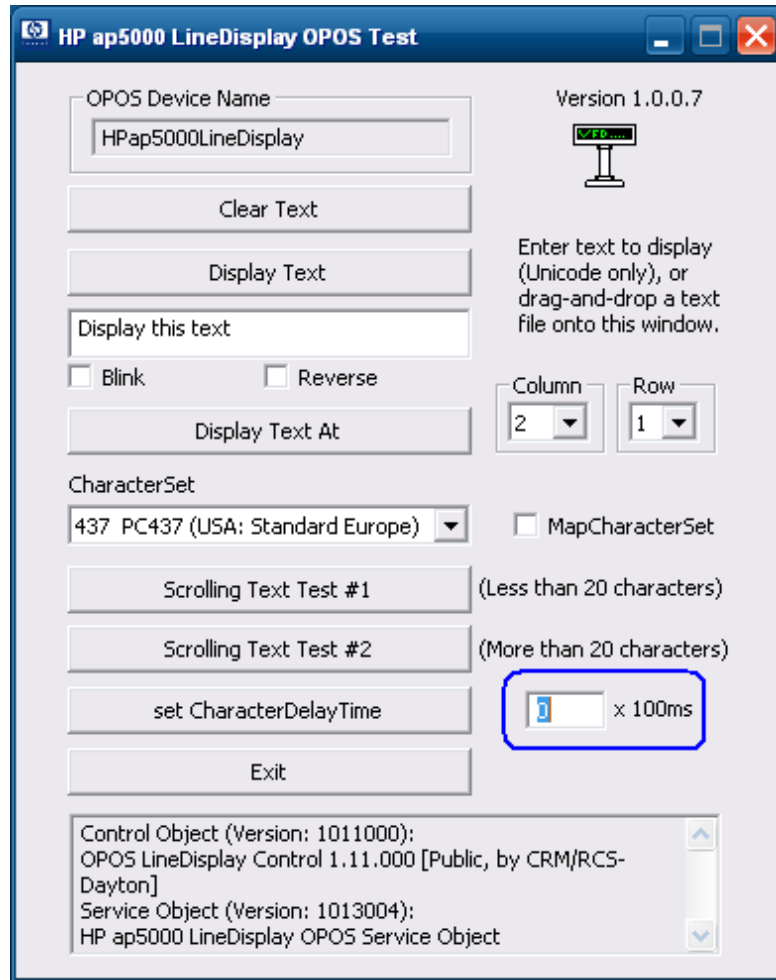 HP ap5000 LineDisplay OPOS Test
OPOS Device Name
Version 1.0.0.7
HPap5000LineDisplay
VFD....
Clear Text
Display Text
Enter text to display
(Unicode only), or
drag-and-drop a text
file onto this window.
Display this text
Blink
Reverse
Column
Row
2
1
Display Text At
CharacterSet
437 PC437 (USA: Standard Europe)
MapCharacterSet
Scrolling Text Test #1
(Less than 20 characters)
Scrolling Text Test #2
(More than 20 characters)
set CharacterDelayTime
0
x 100ms
Exit
Control Object (Version: 1011000):
OPOS LineDisplay Control 1.11.000 [Public, by CRM/RCS-
Dayton]
Service Object (Version: 1013004):
HP ap5000 LineDisplay OPOS Service Object